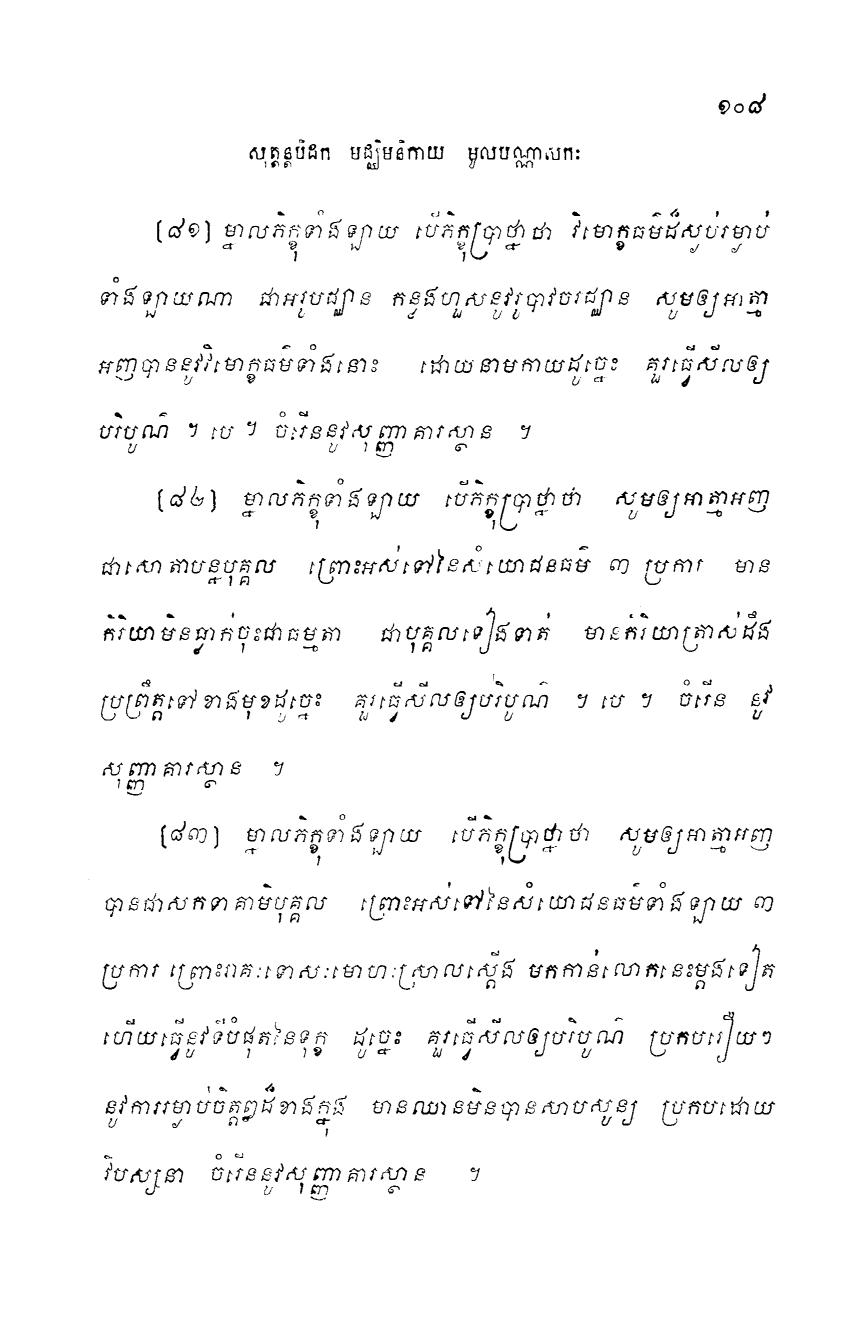 ១០៨
សុត្តន្តបិដក មជ្ឈិមនិកាយ មូលបណ្ណាសកៈ
[៨១] ម្នាលភិក្ខុទាំងឡាយ បើភិក្ខុប្រាថ្នាថា វិមោក្ខធម៌ដ៏ស្ងប់រម្ងាប់
ទាំងឡាយណា ជាអរូបជ្ឈាន កន្លងហួសនូវរូបាវចរជ្ឈាន សូមឲ្យអាត្មា
អញបាននូវវិមោក្ខធម៌ទាំងនោះ ដោយនាមកាយដូច្នេះ គួរធ្វើសីលឲ្យ
បរិបូណ៌ ។ បេ ។ ចំរើននូវសុញ្ញាគារស្ថាន ។
[៨២] ម្នាលភិក្ខុទាំងឡាយ បើភិក្ខុប្រាថ្នាថា សូមឲ្យអាត្មាអញ
ជាសោតាបន្នបុគ្គល ព្រោះអស់ទៅនៃសំយោជនធម៌ ៣ ប្រការ មាន
កិរិយាមិនធ្លាក់ចុះជាធម្មតា ជាបុគ្គលទៀងទាត់ មានកិរិយាត្រាស់ដឹង
ប្រព្រឹត្តទៅខាងមុខដូច្នេះ គួរធ្វើសីលឲ្យបរិបូណ៌ ។ បេ ។ ចំរើន នូវ
សុញ្ញាគារស្ថាន ។
[៨៣] ម្នាលភិក្ខុទាំងឡាយ បើភិក្ខុប្រាថ្នាថា សូមឲ្យអាត្មាអញ
បានជាសកទាគាមិបុគ្គល ព្រោះអស់ទៅនៃសំយោជនធម៌ទាំងឡាយ ៣
ប្រការ ព្រោះរាគៈទោសៈមោហៈស្រាលស្តើង មកកាន់លោកនេះម្តងទៀត
ហើយធ្វើនូវទីបំផុតនៃទុក្ខ ដូច្នេះ គួរធ្វើសីលឲ្យបរិបូណ៌ ប្រកបរឿយៗ
នូវការរម្ងាប់ចិត្តឰដ៏ខាងក្នុង មានឈានមិនបានសាបសូន្យ ប្រកបដោយ
វិបស្សនា ចំរើននូវសុញ្ញាគារស្ថាន ។